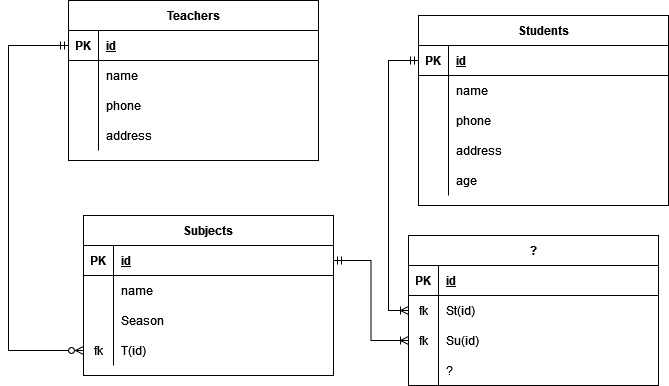 Teachers
PK id
name
phone
address
Students
PK id
name
phone
address
age
Subjects
PK id
name
Season
fk T(id)
?
PK id
fk St(id)
fk Su(id)
?